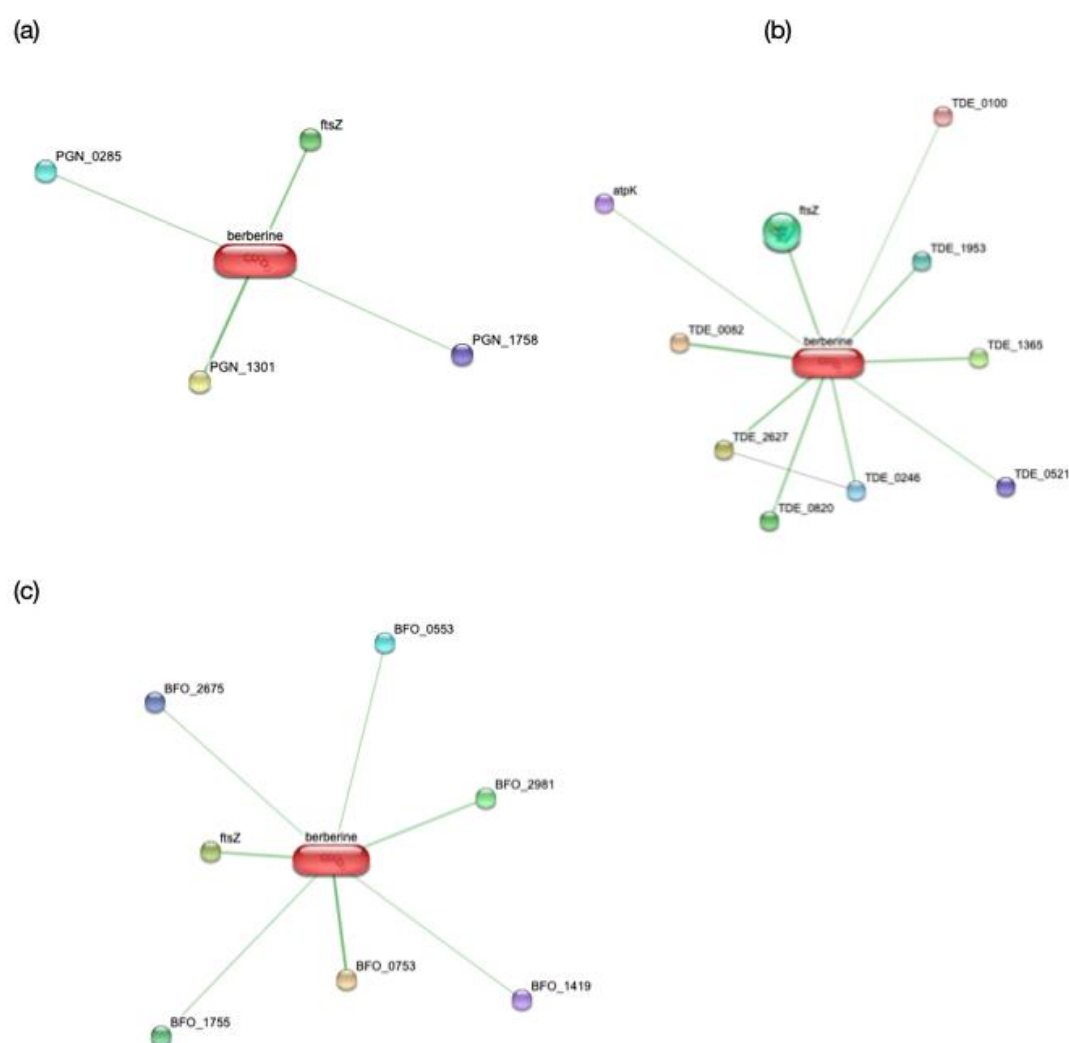 (a)
ftsZ
PGN_0285
berberine
PGN_1758
PGN_1301
(b)
TDE_0100
atpK
ftsZ
TDE_1953
TDE_0082
berberine
TDE_1365
TDE_2627
TDE_0246
TDE_0521
TDE_0820
(c)
BFO_0553
BFO_2675
BFO_2981
ftsZ
berberine
BFO_0753
BFO_1419
BFO_1755